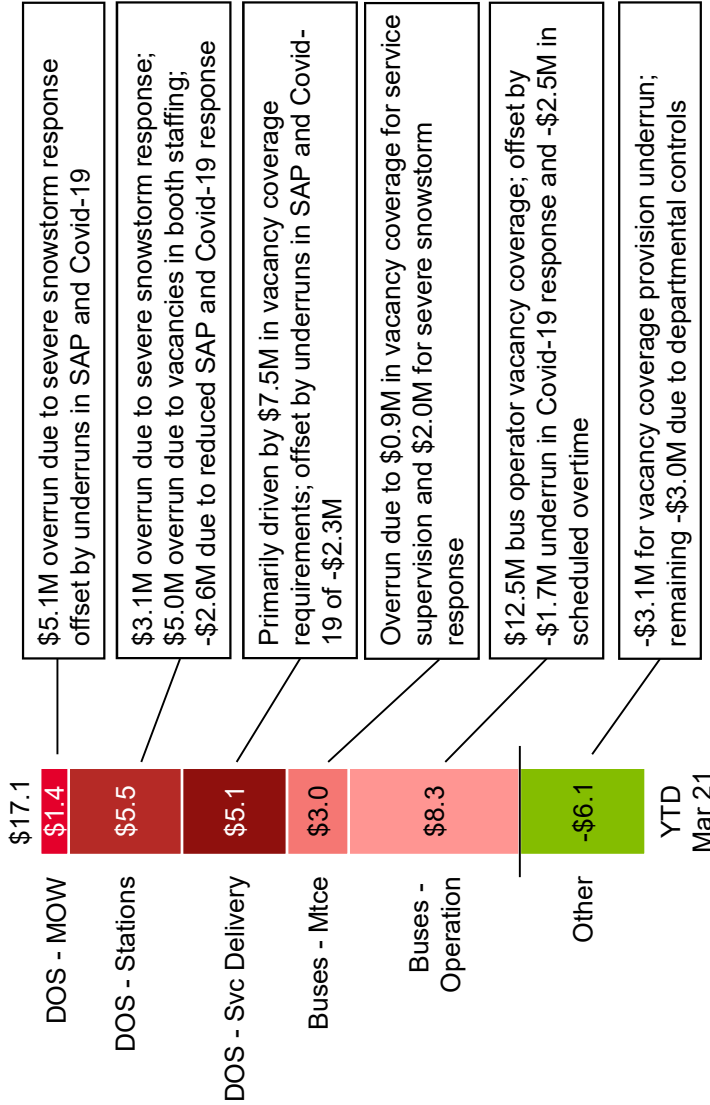 $17.1
DOS - MOW
$1.4
$5.1M overrun due to severe snowstorm response
offset by underruns in SAP and Covid-19
DOS - Stations
$5.5
$3.1M overrun due to severe snowstorm response;
$5.0M overrun due to vacancies in booth staffing;
-$2.6M due to reduced SAP and Covid-19 response
DOS - Svc Delivery
$5.1
Primarily driven by $7.5M in vacancy coverage
requirements; offset by underruns in SAP and Covid-
19 of -$2.3M
Buses - Mtce
$3.0
Overrun due to $0.9M in vacancy coverage for service
supervision and $2.0M for severe snowstorm
response
Buses -
Operation
$8.3
$12.5M bus operator vacancy coverage; offset by
-$1.7M underrun in Covid-19 response and -$2.5M in
scheduled overtime
Other
-$6.1
-$3.1M for vacancy coverage provision underrun;
remaining -$3.0M due to departmental controls
YTD
Mar 21